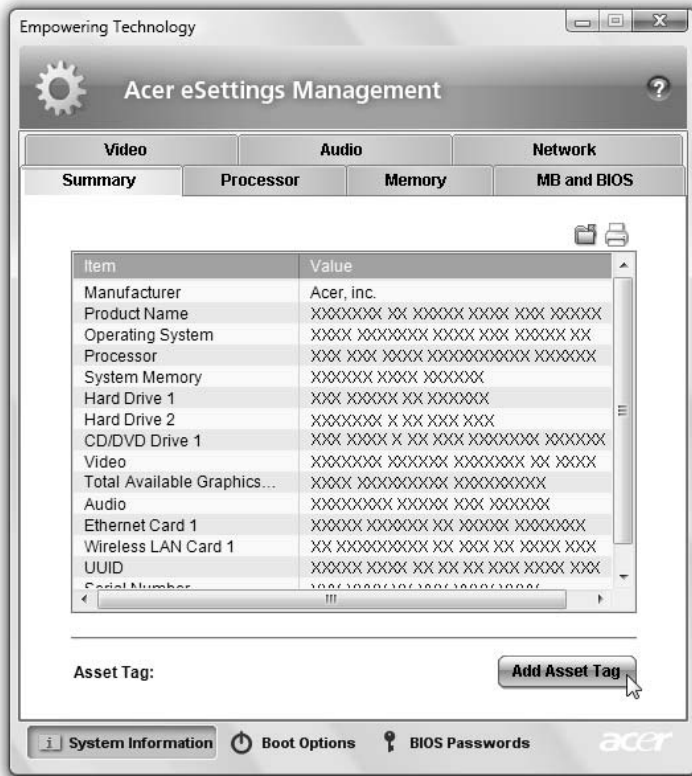 Empowering Technology
Acer eSettings Management
?
Video Audio Network
Summary Processor Memory MB and BIOS
Item Value
Manufacturer Acer, inc.
Product Name XXXXXXX XX XXXXX XXXX XXX XXXXX
Operating System XXXX XXXXXXX XXXX XXX XXXXX XX
Processor XXX XXX XXXX XXXXXXXXXX XXXXXX
System Memory XXXXXX XXXX XXXXXX
Hard Drive 1 XXX XXXXX XX XXXXXX
Hard Drive 2 XXXXXXX X XX XXX XXX
CD/DVD Drive 1 XXX XXXX X XX XXX XXXXXXX XXXXXX
Video XXXXXXX XXXXXX XXXXXXX XX XXXX
Total Available Graphics... XXXX XXXXXXXXX XXXXXXXXX
Audio XXXXXXXX XXXXX XXX XXXXXX
Ethernet Card 1 XXXXX XXXXXX XX XXXXX XXXXXXX
Wireless LAN Card 1 XX XXXXXXXXX XX XXX XX XXXX XXX
UUID XXXXX XXXX XX XX XX XXX XXXX XXX
Serial Number
Asset Tag: Add Asset Tag
i System Information Boot Options BIOS Passwords acer